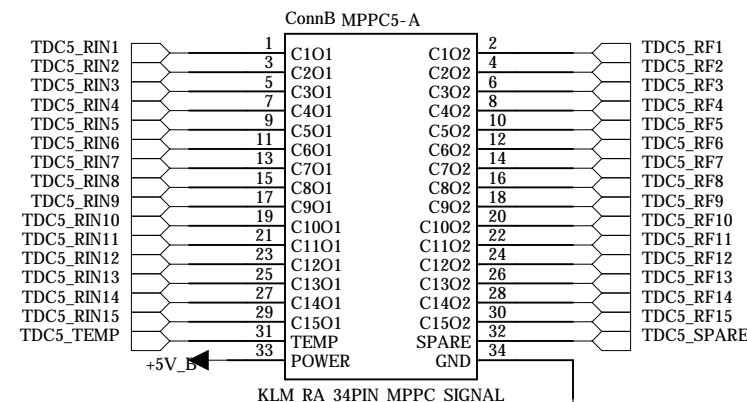 ConnB MPPC5-A
TDC5_RIN1 1 C1O1 C1O2 2 TDC5_RF1
TDC5_RIN2 3 C2O1 C2O2 4 TDC5_RF2
TDC5_RIN3 5 C3O1 C3O2 6 TDC5_RF3
TDC5_RIN4 7 C4O1 C4O2 8 TDC5_RF4
TDC5_RIN5 9 C5O1 C5O2 10 TDC5_RF5
TDC5_RIN6 11 C6O1 C6O2 12 TDC5_RF6
TDC5_RIN7 13 C7O1 C7O2 14 TDC5_RF7
TDC5_RIN8 15 C8O1 C8O2 16 TDC5_RF8
TDC5_RIN9 17 C9O1 C9O2 18 TDC5_RF9
TDC5_RIN10 19 C10O1 C10O2 20 TDC5_RF10
TDC5_RIN11 21 C11O1 C11O2 22 TDC5_RF11
TDC5_RIN12 23 C12O1 C12O2 24 TDC5_RF12
TDC5_RIN13 25 C13O1 C13O2 26 TDC5_RF13
TDC5_RIN14 27 C14O1 C14O2 28 TDC5_RF14
TDC5_RIN15 29 C15O1 C15O2 30 TDC5_RF15
TDC5_TEMP 31 TEMP SPARE 32 TDC5_SPARE
+5V_B 33 POWER GND 34
KLM RA 34PIN MPPC SIGNAL